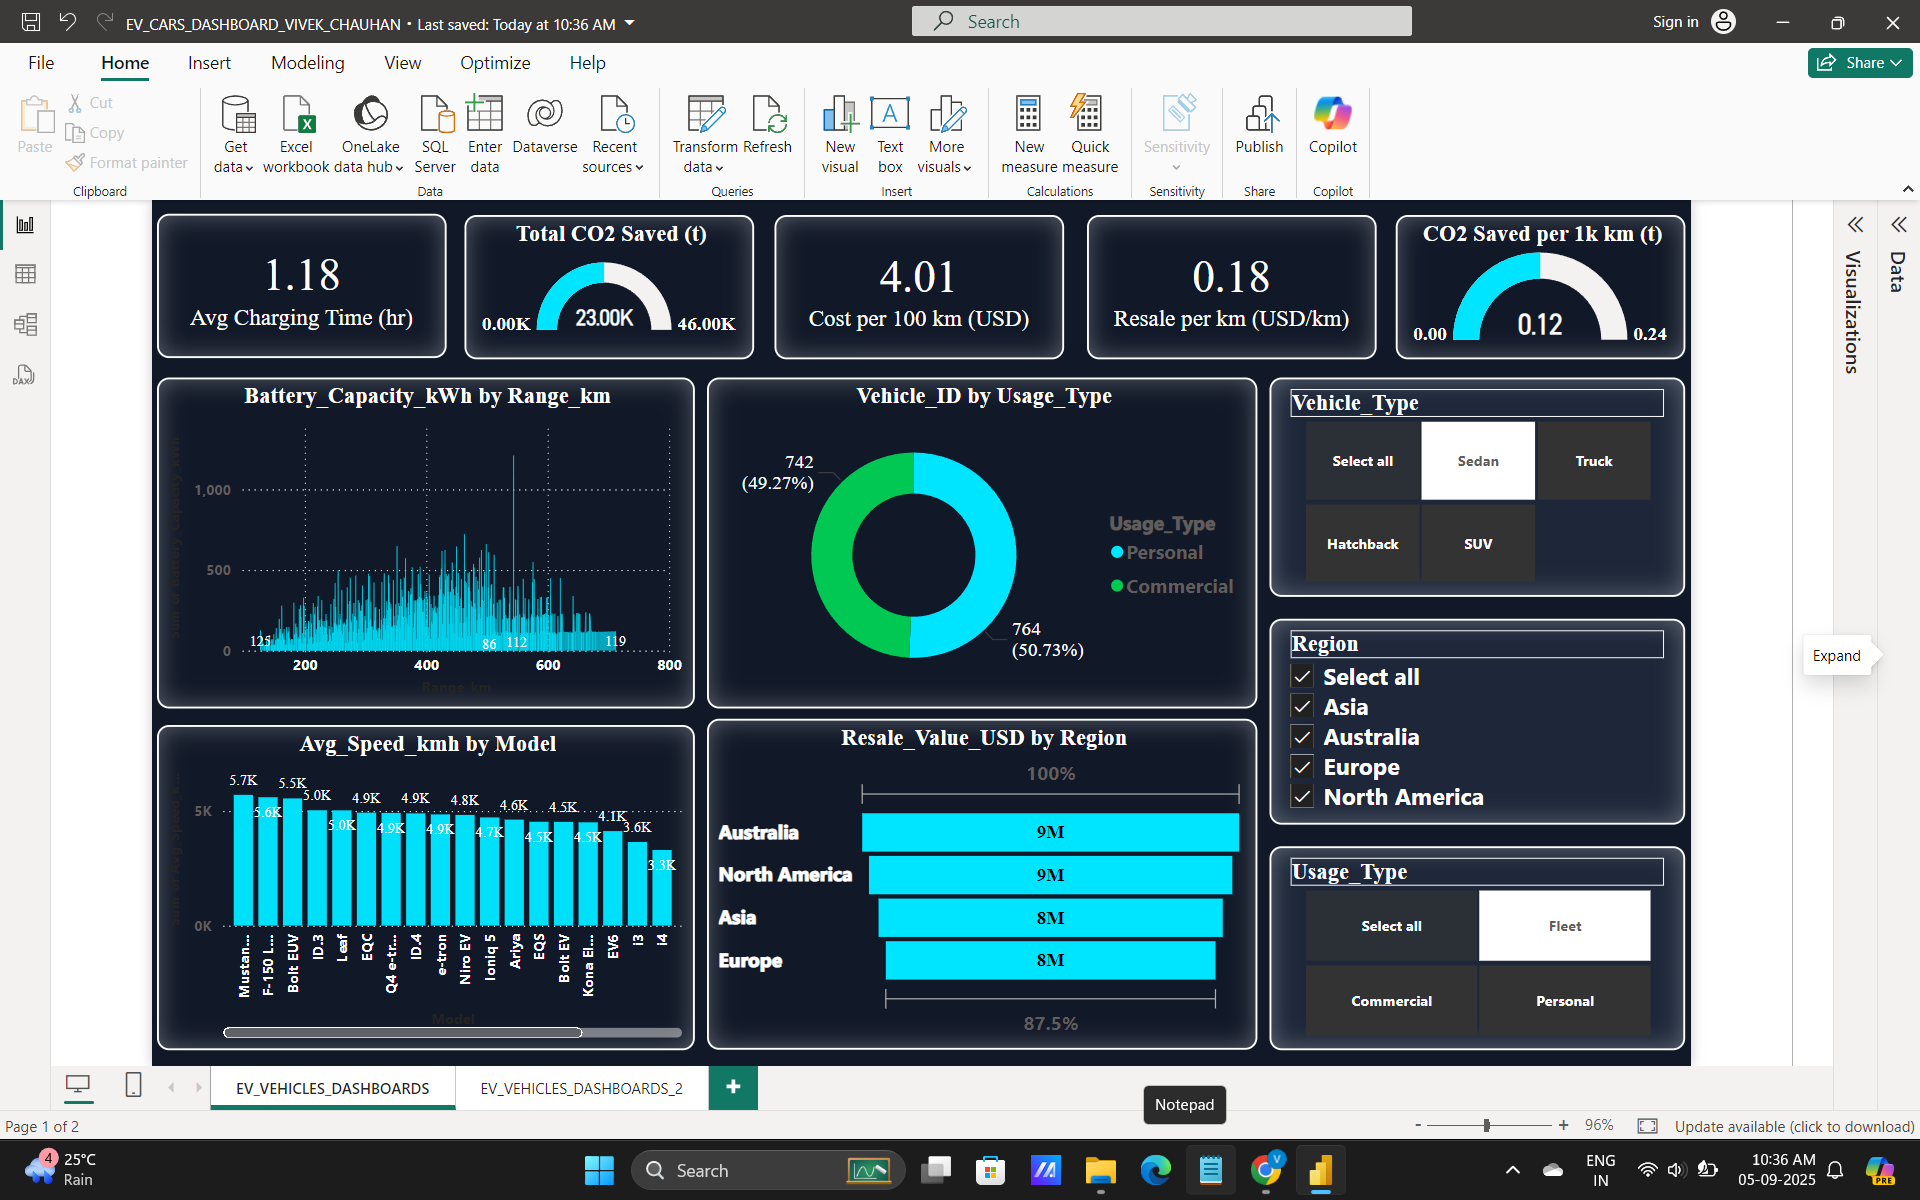 EV_CARS_DASHBOARD_VIVEK_CHAUHAN • Last saved: Today at 10:36 AM
Search
Sign in
File Home Insert Modeling View Optimize Help
Share
Paste
Cut
Copy
Format painter
Clipboard
Get data
Excel workbook
OneLake data hub
SQL Server
Enter data
Dataverse
Recent sources
Data
Transform data
Refresh
Queries
New visual
Text box
More visuals
Insert
New measure
Quick measure
Calculations
Sensitivity
Sensitivity
Publish
Share
Copilot
Copilot
1.18
Avg Charging Time (hr)
Total CO2 Saved (t)
0.00K
23.00K
46.00K
4.01
Cost per 100 km (USD)
0.18
Resale per km (USD/km)
CO2 Saved per 1k km (t)
0.00
0.12
0.24
Visualizations
Data
Battery_Capacity_kWh by Range_km
1,000
500
0
125
86
112
119
200 400 600 800
Range_km
Vehicle_ID by Usage_Type
742
(49.27%)
764
(50.73%)
Usage_Type
Personal
Commercial
Vehicle_Type
Select all
Sedan
Truck
Hatchback
SUV
Region
Select all
Asia
Australia
Europe
North America
Expand
Avg_Speed_kmh by Model
5K
0K
5.7K
5.6K
5.5K
5.0K
5.0K
4.9K
4.9K
4.9K
4.9K
4.8K
4.7K
4.6K
4.5K
4.5K
4.5K
4.1K
3.6K
3.3K
Mustan...
F-150 L...
Bolt EUV
ID.3
Leaf
EQC
Q4 e-tr...
ID.4
e-tron
Niro EV
Ioniq 5
Ariya
EQS
Bolt EV
Kona El...
EV6
i3
i4
Model
Resale_Value_USD by Region
100%
Australia 9M
North America 9M
Asia 8M
Europe 8M
87.5%
Usage_Type
Select all
Fleet
Commercial
Personal
EV_VEHICLES_DASHBOARDS
EV_VEHICLES_DASHBOARDS_2
+
Notepad
Page 1 of 2
- + 96%
Update available (click to download)
4
25°C
Rain
Search
V
ENG
IN
10:36 AM
05-09-2025
PRE